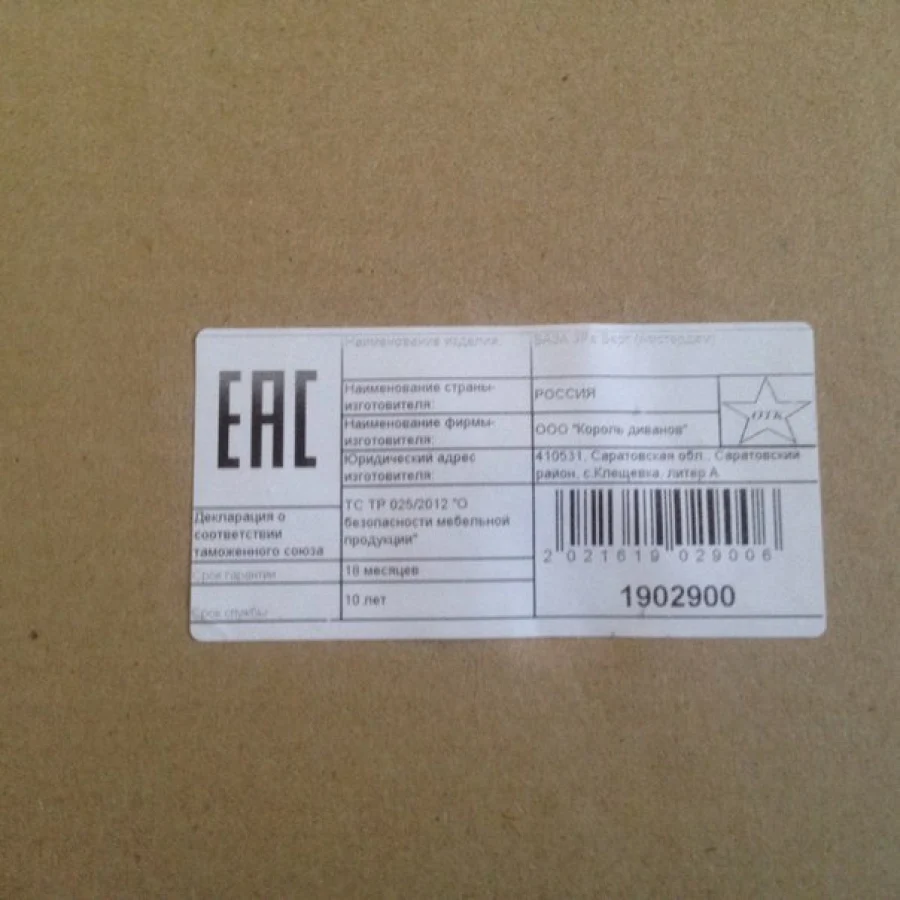 Наименование изделия:
БАЗА
ЕАС
Наименование страны-
изготовителя:
РОССИЯ
ОТК
Наименование фирмы-
изготовителя:
ООО "Король диванов"
Юридический адрес
изготовителя:
410531, Саратовская обл., Саратовский
район, с.Клещевка, литер А
Декларация о
соответствии
таможенного союза
ТС ТР 025/2012 "О
безопасности мебельной
продукции"
2 021619 029006
Срок гарантии
18 месяцев
1902900
Срок службы
10 лет